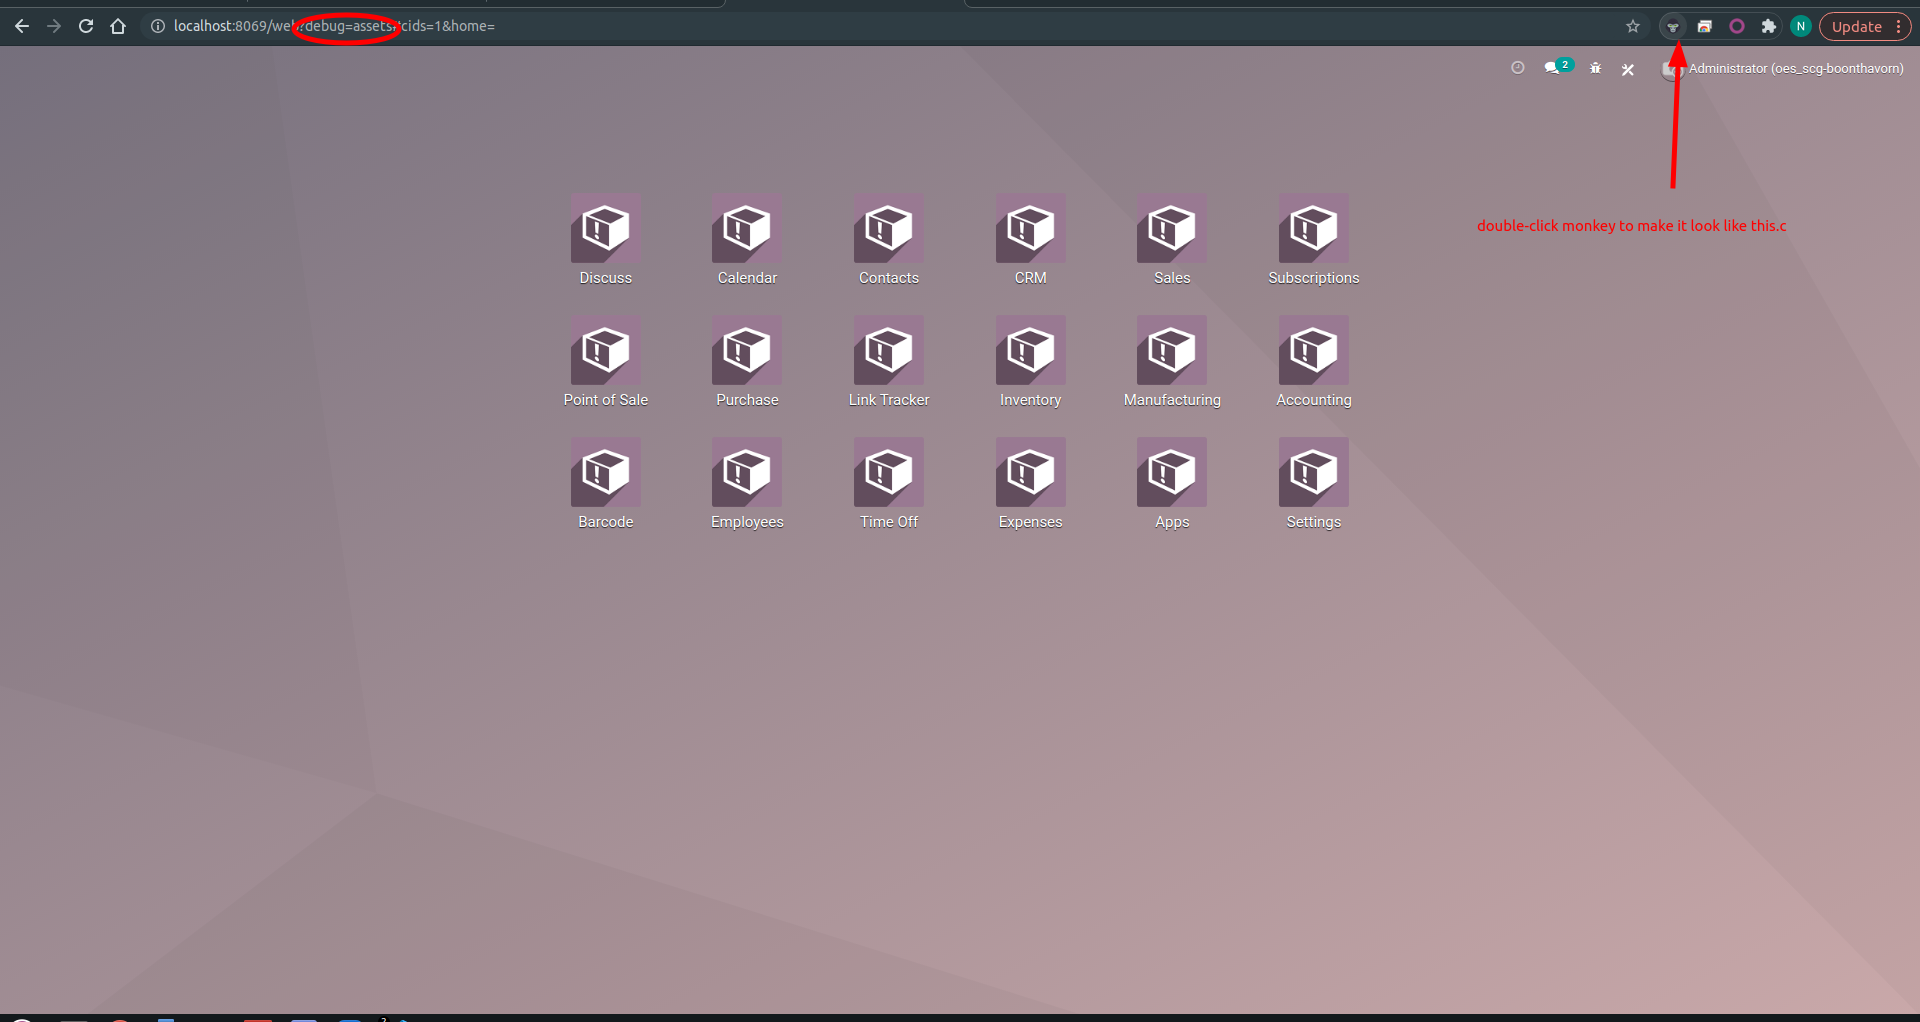 localhost:8069/web?debug=assets#cids=1&home=
N
Update
2
Administrator (oes_scg-boonthavorn)
double-click monkey to make it look like this.c
Discuss
Calendar
Contacts
CRM
Sales
Subscriptions
Point of Sale
Purchase
Link Tracker
Inventory
Manufacturing
Accounting
Barcode
Employees
Time Off
Expenses
Apps
Settings